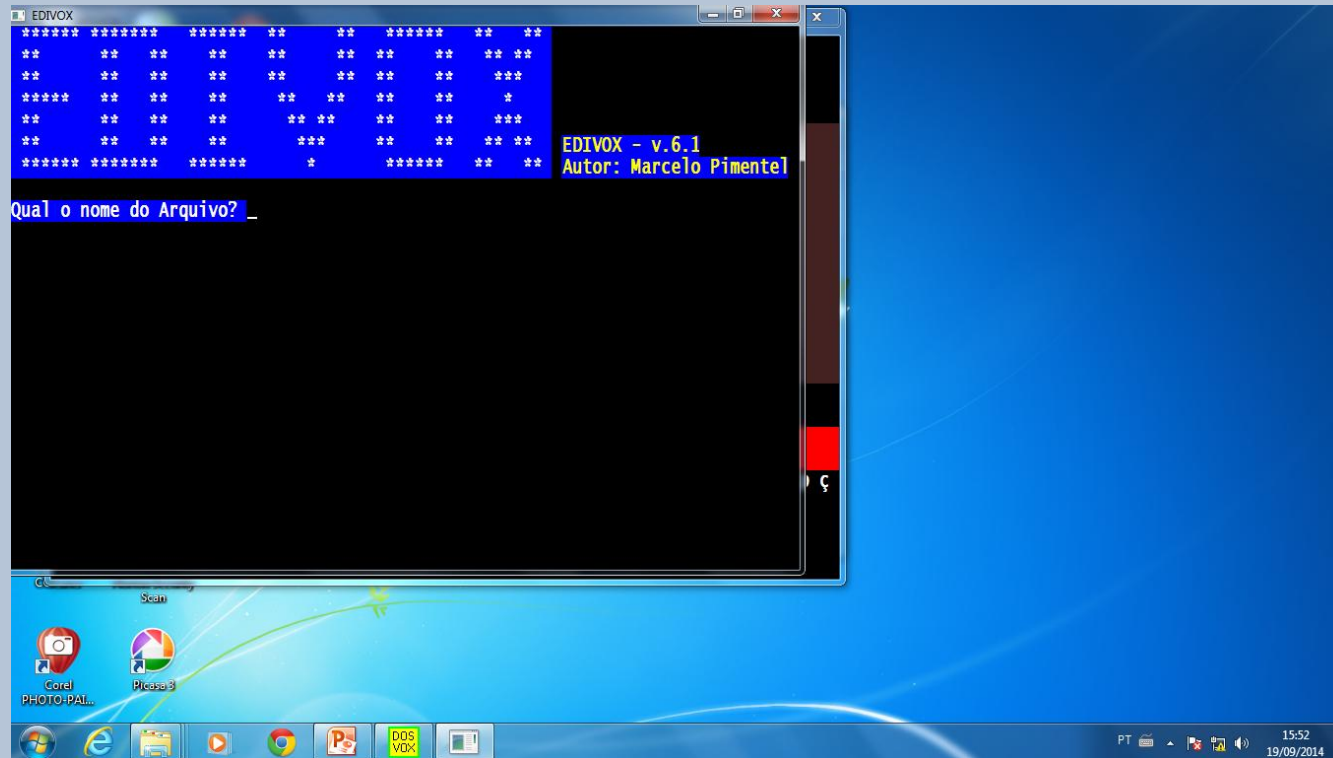 EDIVOX
EDIVOX
EDIVOX - v.6.1
Autor: Marcelo Pimentel
Qual o nome do Arquivo? _
Ç
Scan
Corel
PHOTO-PAI...
Picasa 3
DOS
VOX
PT
15:52
19/09/2014